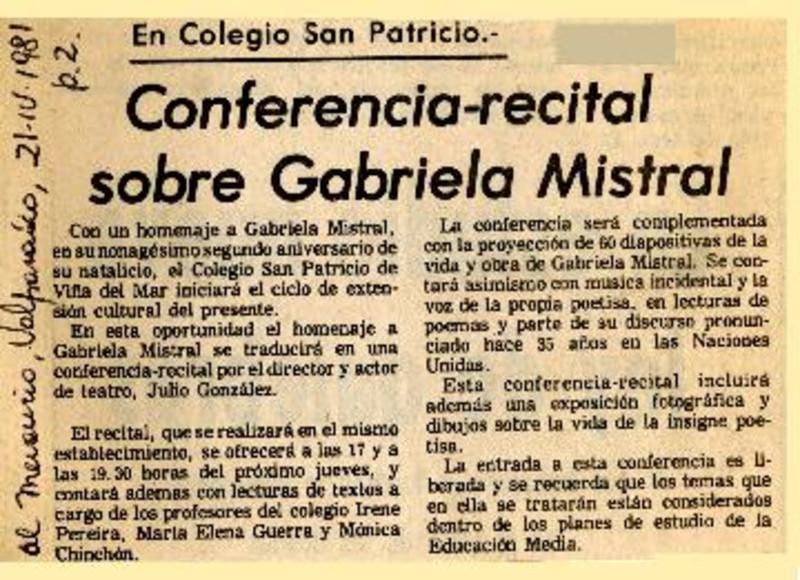 al Mercurio, Valparaíso, 21-IV-1981
p. 2.
En Colegio San Patricio.-
Conferencia-recital
sobre Gabriela Mistral
Con un homenaje a Gabriela Mistral,
en su nonagésimo segundo aniversario de
su natalicio, el Colegio San Patricio de
Viña del Mar iniciará el ciclo de exten-
sión cultural del presente.
En esta oportunidad el homenaje a
Gabriela Mistral se traducirá en una
conferencia-recital por el director y actor
de teatro, Julio González.
El recital, que se realizará en el mismo
establecimiento, se ofrecerá a las 17 y a
las 19.30 horas del próximo jueves, y
contará ademas con lecturas de textos a
cargo de los profesores del colegio Irene
Pereira, María Elena Guerra y Mónica
Chinchón.
La conferencia será complementada
con la proyección de 60 diapositivas de la
vida y obra de Gabriela Mistral. Se con-
tará asimismo con musica incidental y la
voz de la propia poetisa, en lecturas de
poemas y parte de su discurso pronun-
ciado hace 35 años en las Naciones
Unidas.
Esta conferencia-recital incluirá
además una exposición fotográfica y
dibujos sobre la vida de la insigne poe-
tisa.
La entrada a esta conferencia es li-
berada y se recuerda que los temas que
en ella se tratarán están considerados
dentro de los planes de estudio de la
Educación Media.